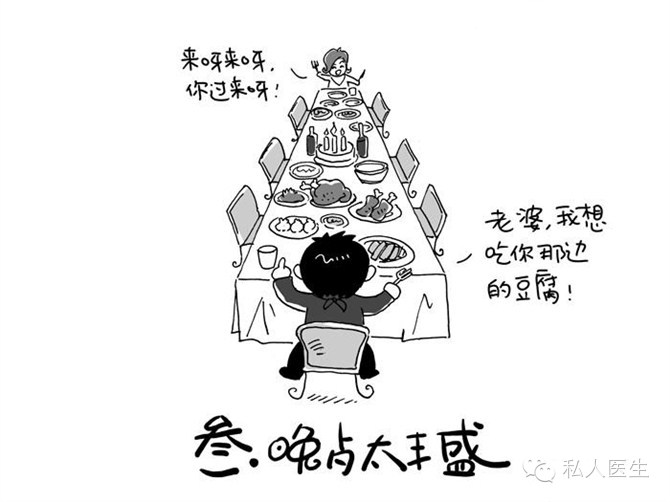 来呀来呀,
你过来呀!
老婆,我想
吃你那边
的豆腐!
叁.晚占太丰盛
私人医生